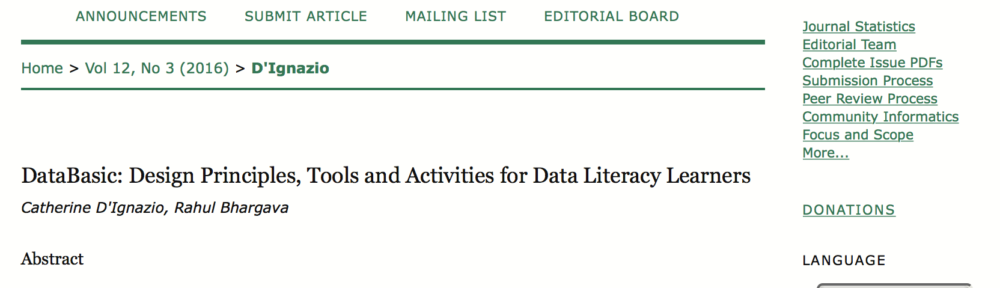 ANNOUNCEMENTS SUBMIT ARTICLE MAILING LIST EDITORIAL BOARD
Home > Vol 12, No 3 (2016) > D'Ignazio
DataBasic: Design Principles, Tools and Activities for Data Literacy Learners
Catherine D'Ignazio, Rahul Bhargava
Abstract
Journal Statistics
Editorial Team
Complete Issue PDFs
Submission Process
Peer Review Process
Community Informatics
Focus and Scope
More...
DONATIONS
LANGUAGE